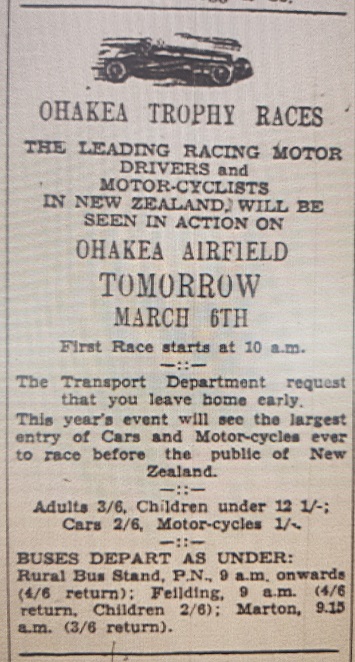 OHAKEA TROPHY RACES
THE LEADING RACING MOTOR
DRIVERS and
MOTOR-CYCLISTS
IN NEW ZEALAND, WILL BE
SEEN IN ACTION ON
OHAKEA AIRFIELD
TOMORROW
MARCH 6TH
First Race starts at 10 a.m.
—::—
The Transport Department request
that you leave home early.
This year's event will see the largest
entry of Cars and Motor-cycles ever
to race before the public of New
Zealand.
—::—
Adults 3/6, Children under 12 1/-;
Cars 2/6, Motor-cycles 1/-.
—::—
BUSES DEPART AS UNDER:
Rural Bus Stand, P.N., 9 a.m. onwards
(4/6 return); Feilding, 9 a.m. (4/6
return, Children 2/6); Marton, 9.15
a.m. (3/6 return).